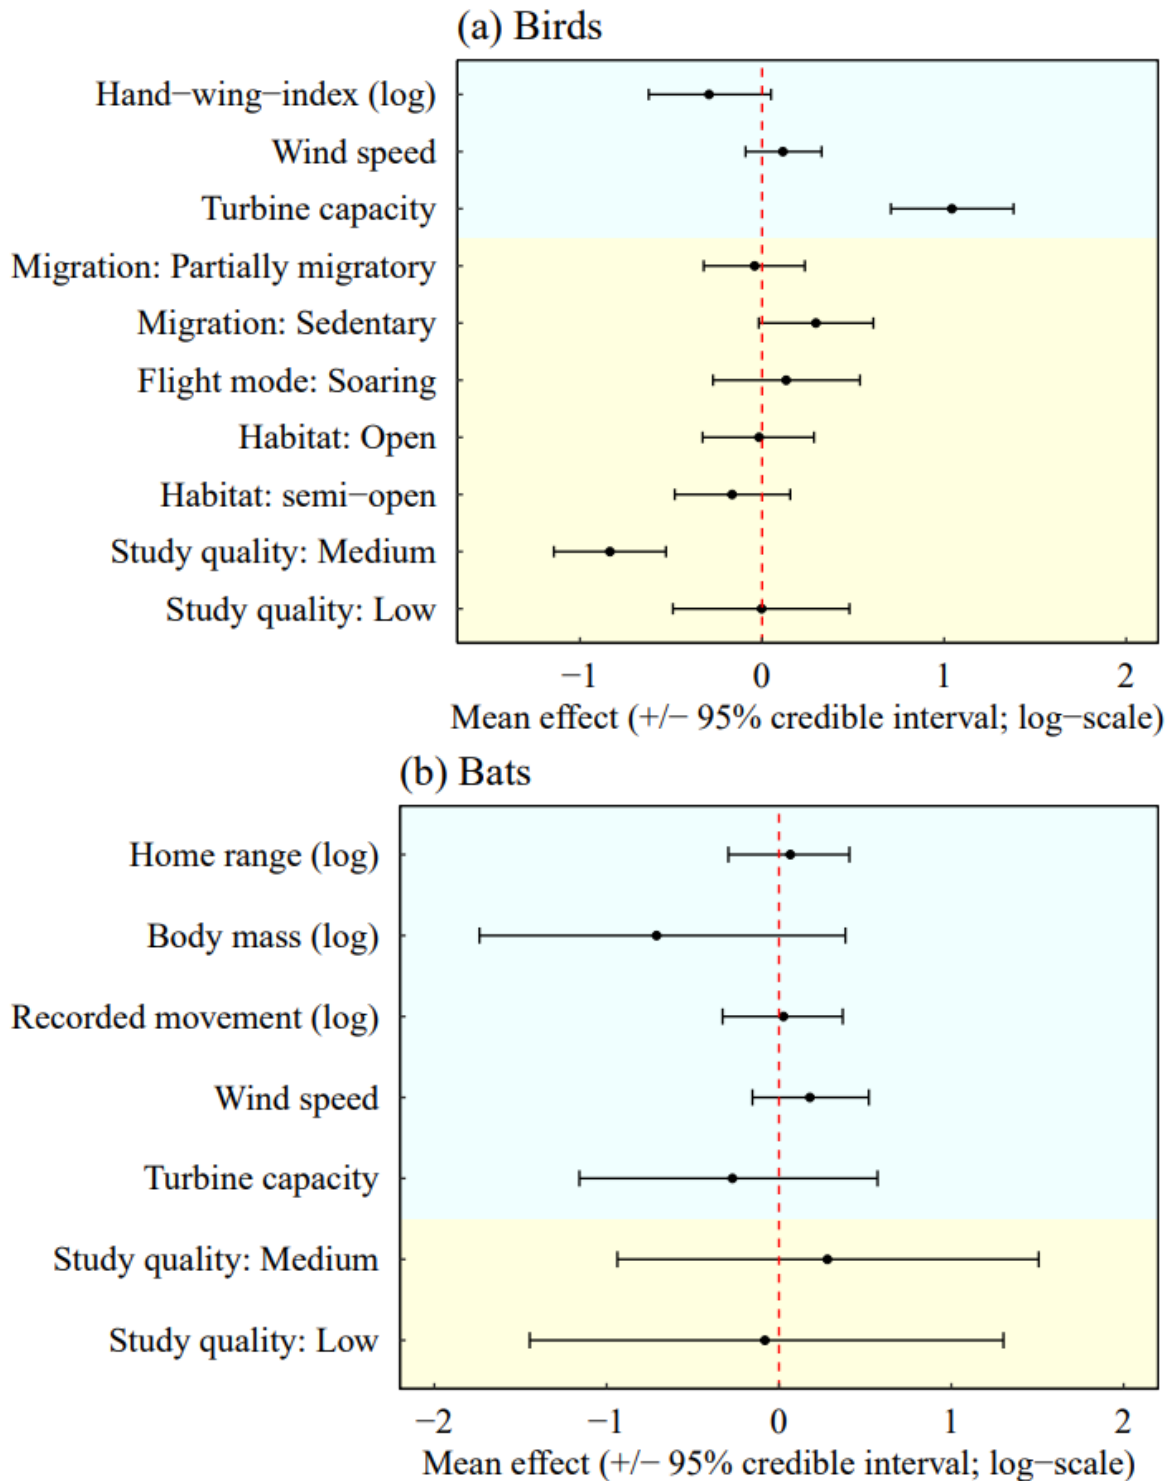 (a) Birds
Hand−wing−index (log)
Wind speed
Turbine capacity
Migration: Partially migratory
Migration: Sedentary
Flight mode: Soaring
Habitat: Open
Habitat: semi−open
Study quality: Medium
Study quality: Low
−1 0 1 2
Mean effect (+/− 95% credible interval; log−scale)
(b) Bats
Home range (log)
Body mass (log)
Recorded movement (log)
Wind speed
Turbine capacity
Study quality: Medium
Study quality: Low
−2 −1 0 1 2
Mean effect (+/− 95% credible interval; log−scale)